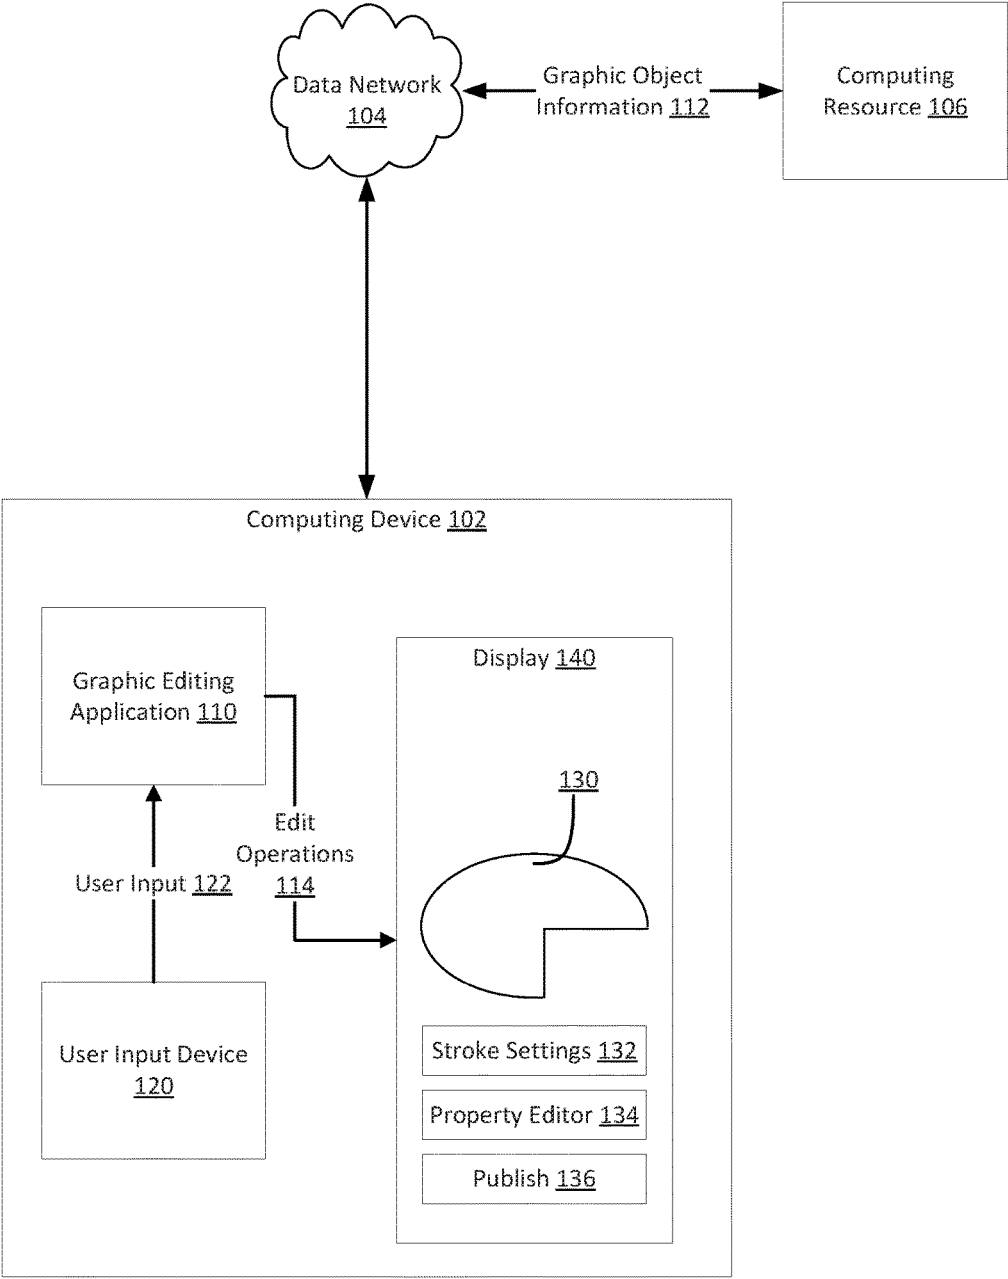 Data Network
104
Graphic Object
Information 112
Computing
Resource 106
Computing Device 102
Graphic Editing
Application 110
Display 140
130
Edit
Operations
114
User Input 122
User Input Device
120
Stroke Settings 132
Property Editor 134
Publish 136